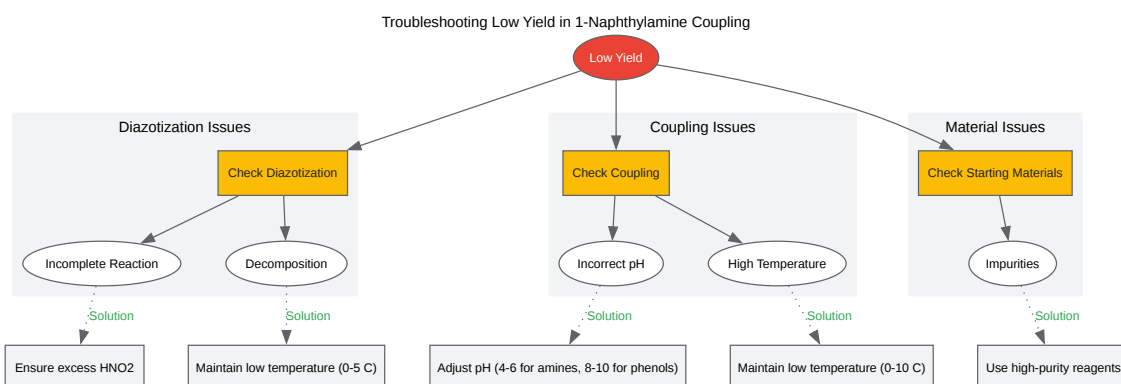 Troubleshooting Low Yield in 1-Naphthylamine Coupling
Low Yield
Diazotization Issues
Coupling Issues
Material Issues
Check Diazotization
Check Coupling
Check Starting Materials
Incomplete Reaction
Decomposition
Incorrect pH
High Temperature
Impurities
Solution
Solution
Solution
Solution
Solution
Ensure excess HNO2
Maintain low temperature (0-5 C)
Adjust pH (4-6 for amines, 8-10 for phenols)
Maintain low temperature (0-10 C)
Use high-purity reagents